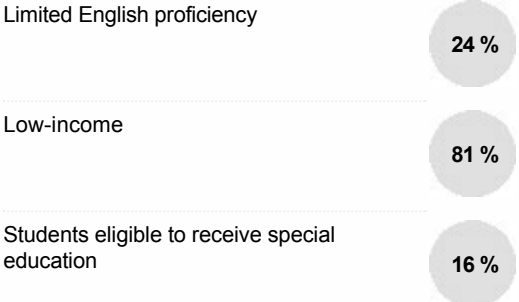 Limited English proficiency
24 %
Low-income
81 %
Students eligible to receive special
education
16 %